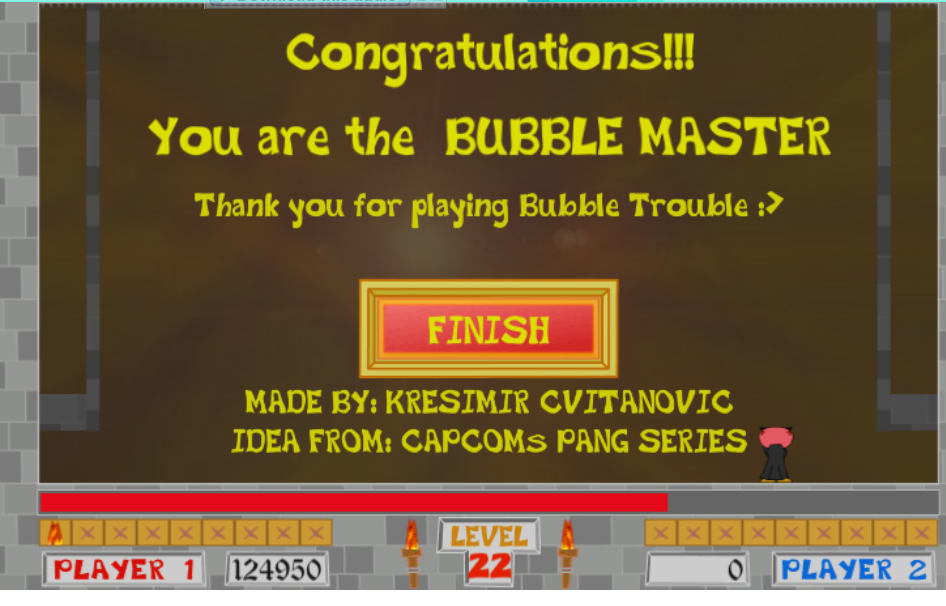 Congratulations!!!
You are the BUBBLE MASTER
Thank you for playing Bubble Trouble :>
FINISH
MADE BY: KRESIMIR CVITANOVIC
IDEA FROM: CAPCOMs PANG SERIES
LEVEL
22
PLAYER 1
124950
0
PLAYER 2